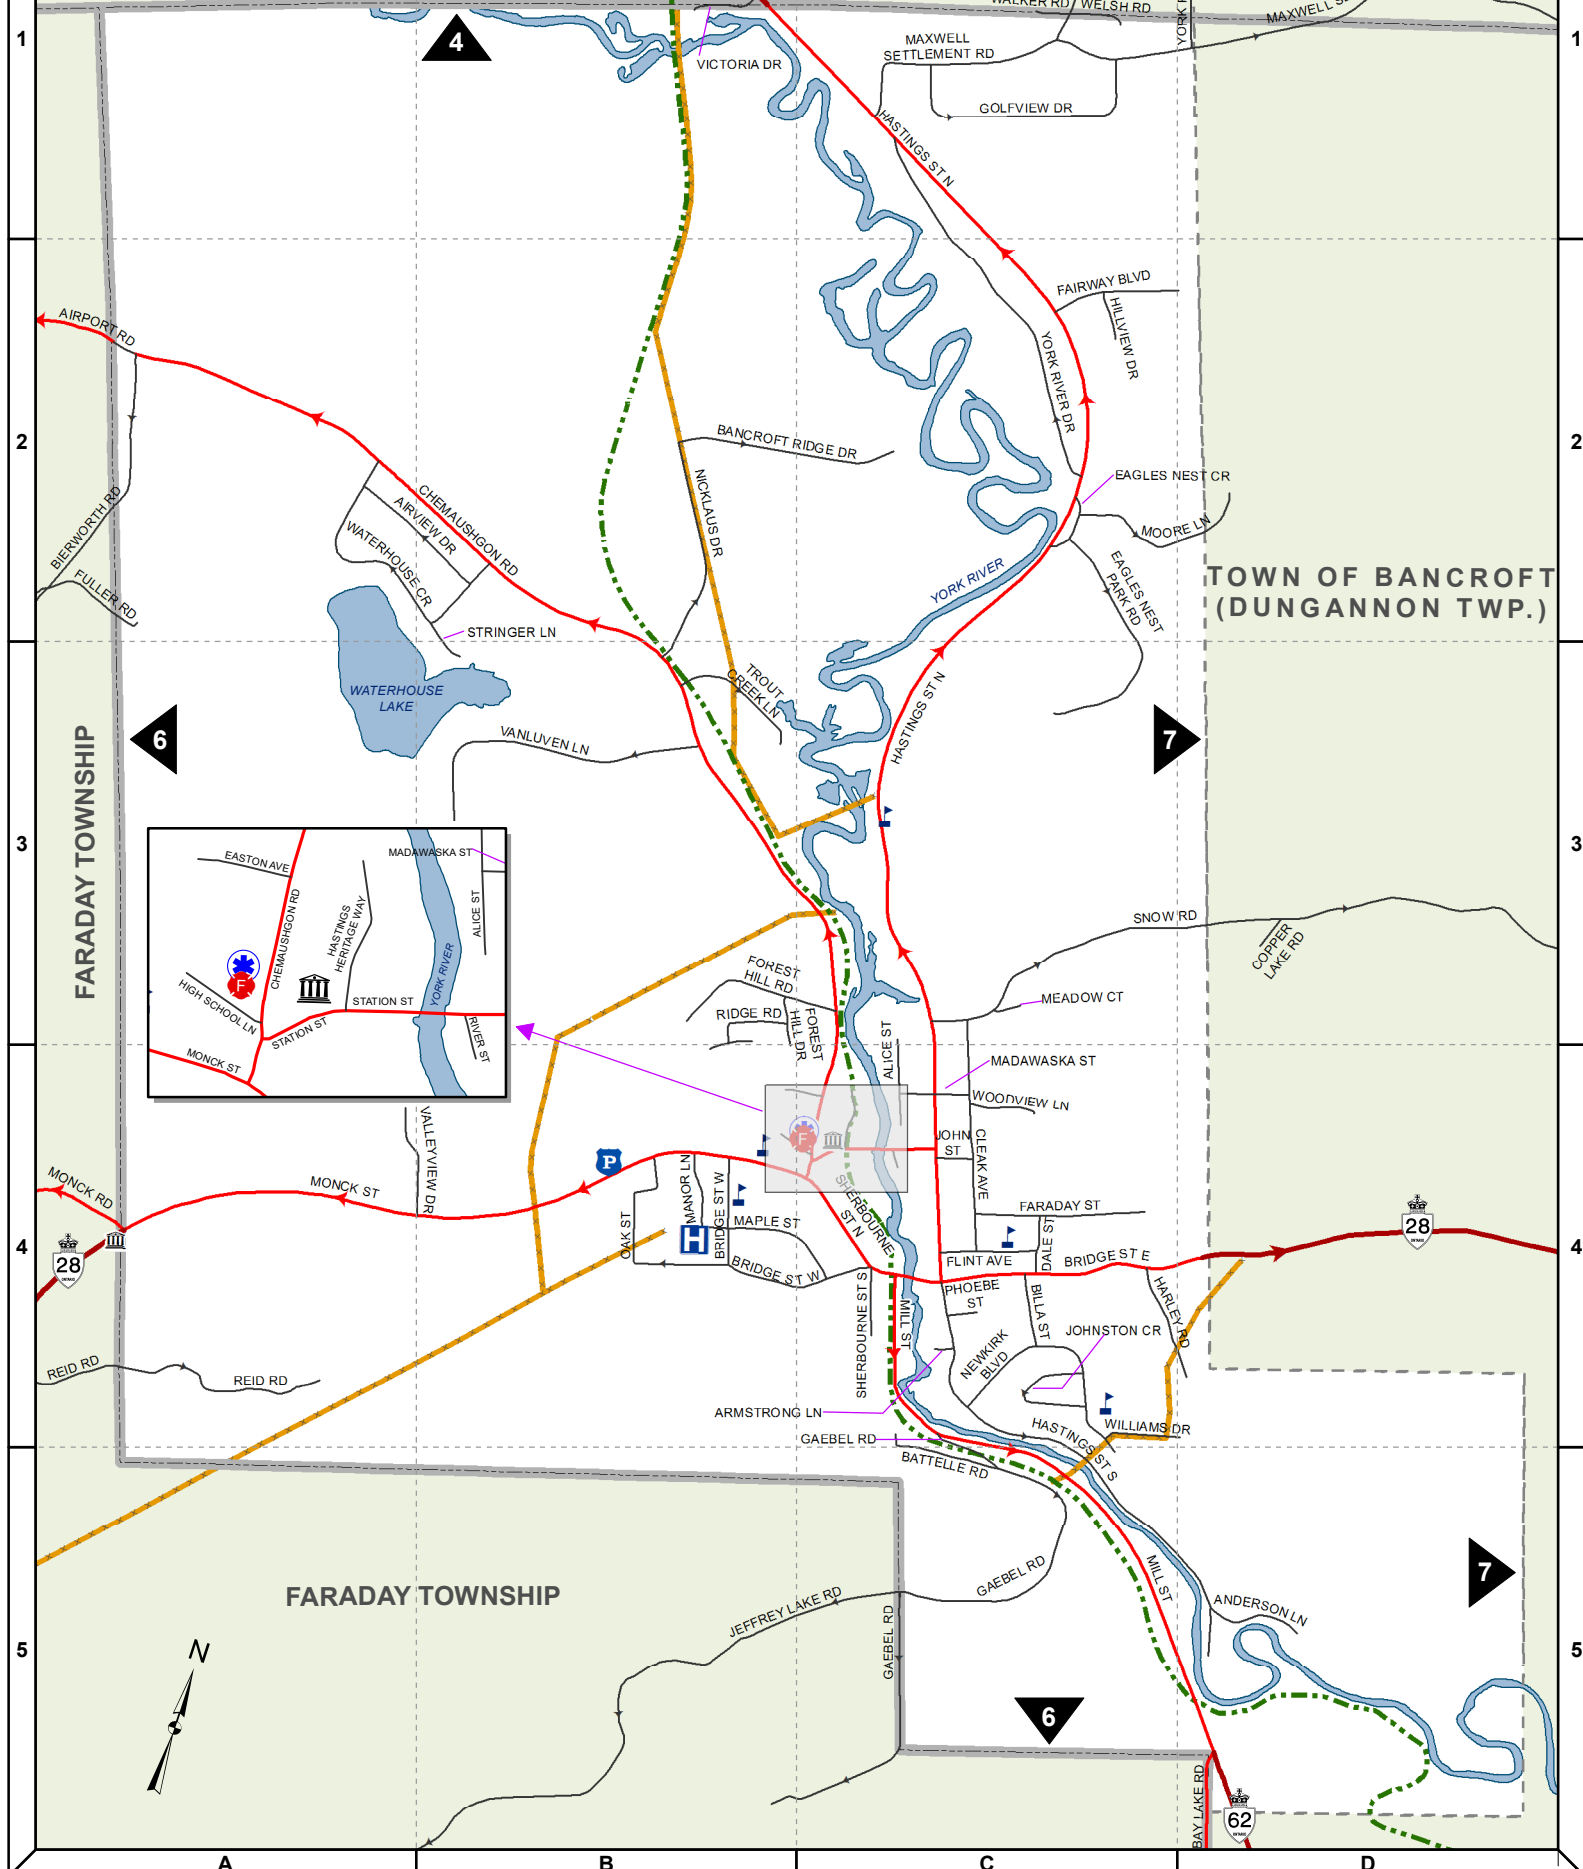 WALKER RD
WELSH RD
MAXWELL S
YORK R
1
4
VICTORIA DR
MAXWELL
SETTLEMENT RD
1
GOLFVIEW DR
HASTINGS ST N
AIRPORT RD
FAIRWAY BLVD
HILLVIEW DR
YORK RIVER DR
2
BANCROFT RIDGE DR
2
NICKLAUS DR
EAGLES NEST CR
MOORE LN
CHEMAUSHGON RD
AIRVIEW DR
WATERHOUSE CR
BIERWORTH RD
FULLER RD
YORK RIVER
EAGLES NEST
PARK RD
TOWN OF BANCROFT
(DUNGANNON TWP.)
STRINGER LN
WATERHOUSE
LAKE
TROUT
CREEK LN
HASTINGS ST N
VANLUVEN LN
6
7
FARADAY TOWNSHIP
3
3
EASTON AVE
MADAWASKA ST
CHEMAUSHGON RD
HASTINGS
HERITAGE WAY
ALICE ST
YORK RIVER
F
HIGH SCHOOL LN
STATION ST
STATION ST
RIVER ST
MONCK ST
SNOW RD
COPPER
LAKE RD
FOREST
HILL RD
RIDGE RD
FOREST
HILL DR
ALICE ST
MEADOW CT
MADAWASKA ST
WOODVIEW LN
JOHN
ST
CLEAK AVE
F
VALLEYVIEW DR
MONCK RD
MONCK ST
P
MANOR LN
BRIDGE ST W
OAK ST
H
MAPLE ST
BRIDGE ST W
SHERBOURNE
ST N
FARADAY ST
DALE ST
FLINT AVE
BRIDGE ST E
28
ONTARIO
28
ONTARIO
4
4
PHOEBE
ST
BILLA ST
HARLEY RD
SHERBOURNE ST S
MILL ST
NEWKIRK
BLVD
JOHNSTON CR
REID RD
REID RD
ARMSTRONG LN
GAEBEL RD
BATTELLE RD
HASTINGS ST S
WILLIAMS DR
FARADAY TOWNSHIP
JEFFREY LAKE RD
GAEBEL RD
GAEBEL RD
MILL ST
ANDERSON LN
7
5
5
N
6
BAY LAKE RD
62
ONTARIO
A
B
C
D